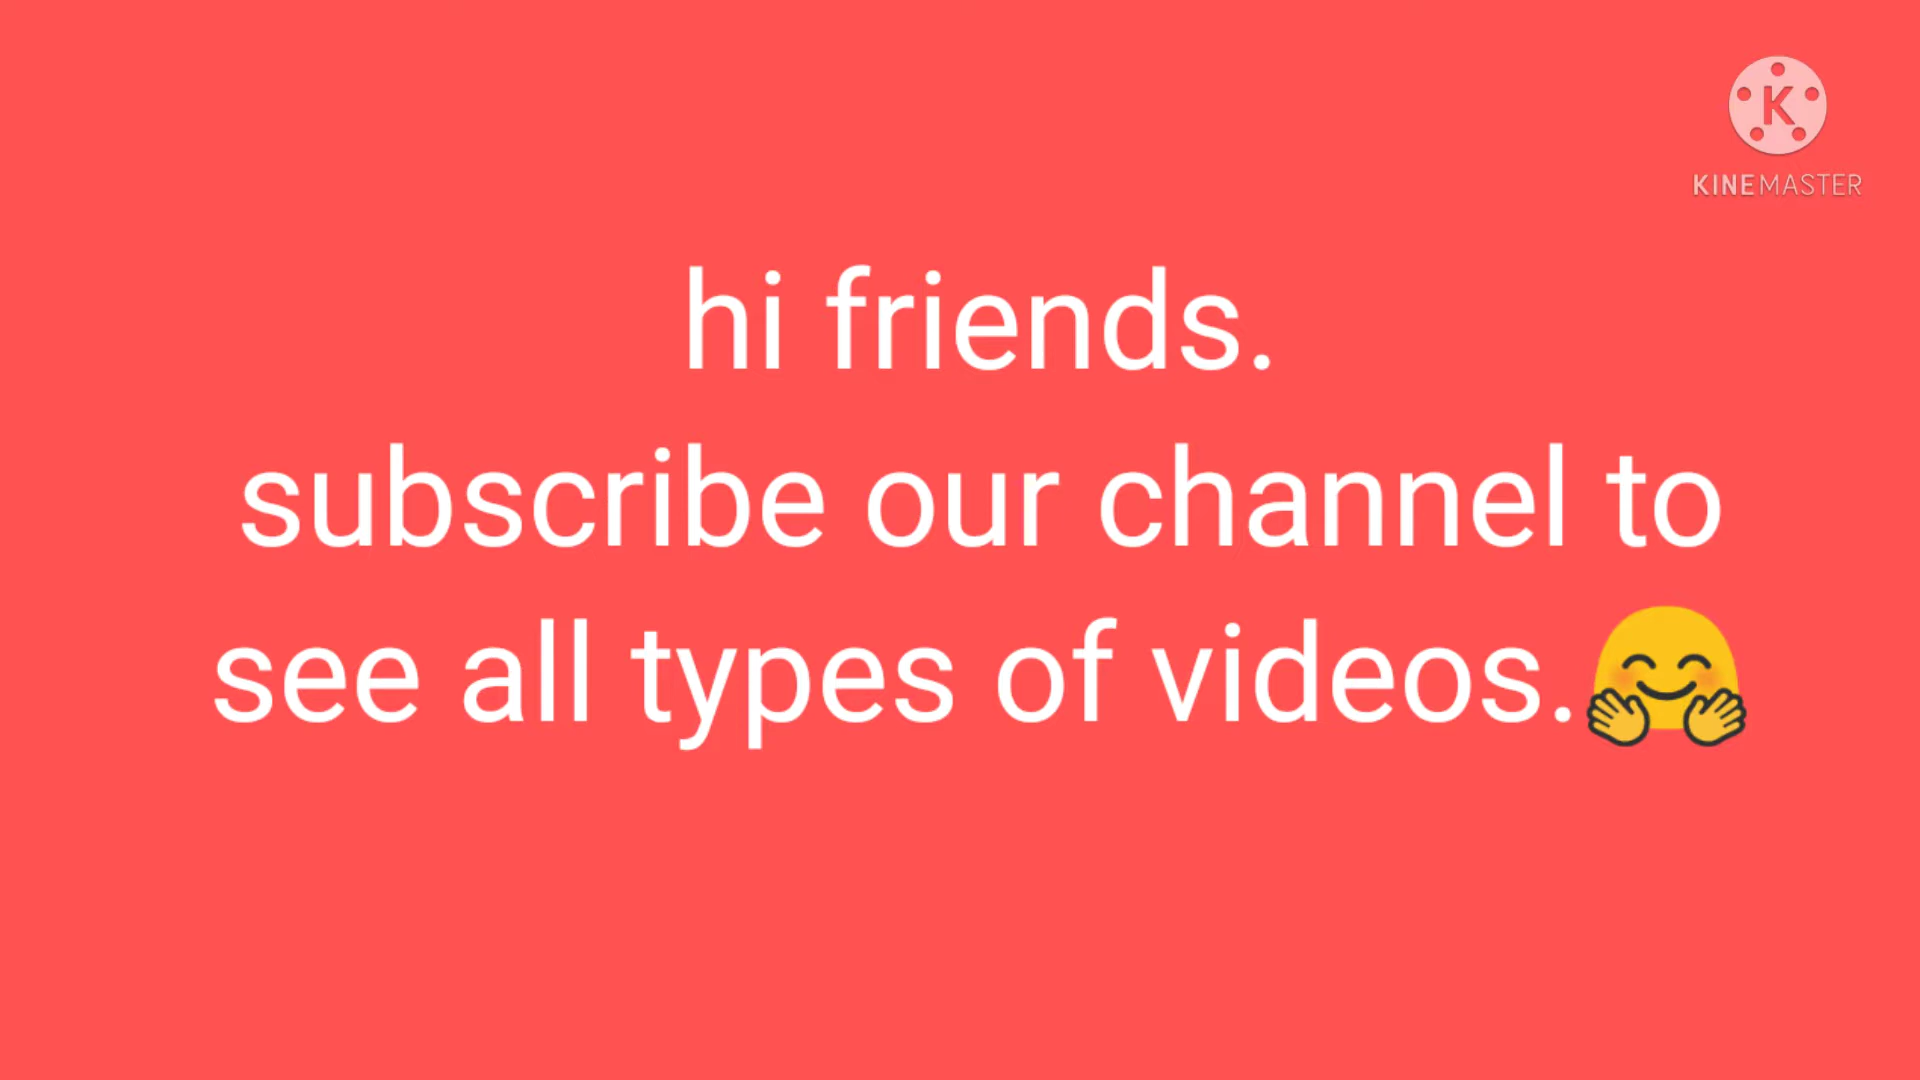 K
KINEMASTER
hi friends.
subscribe our channel to
see all types of videos.🤗